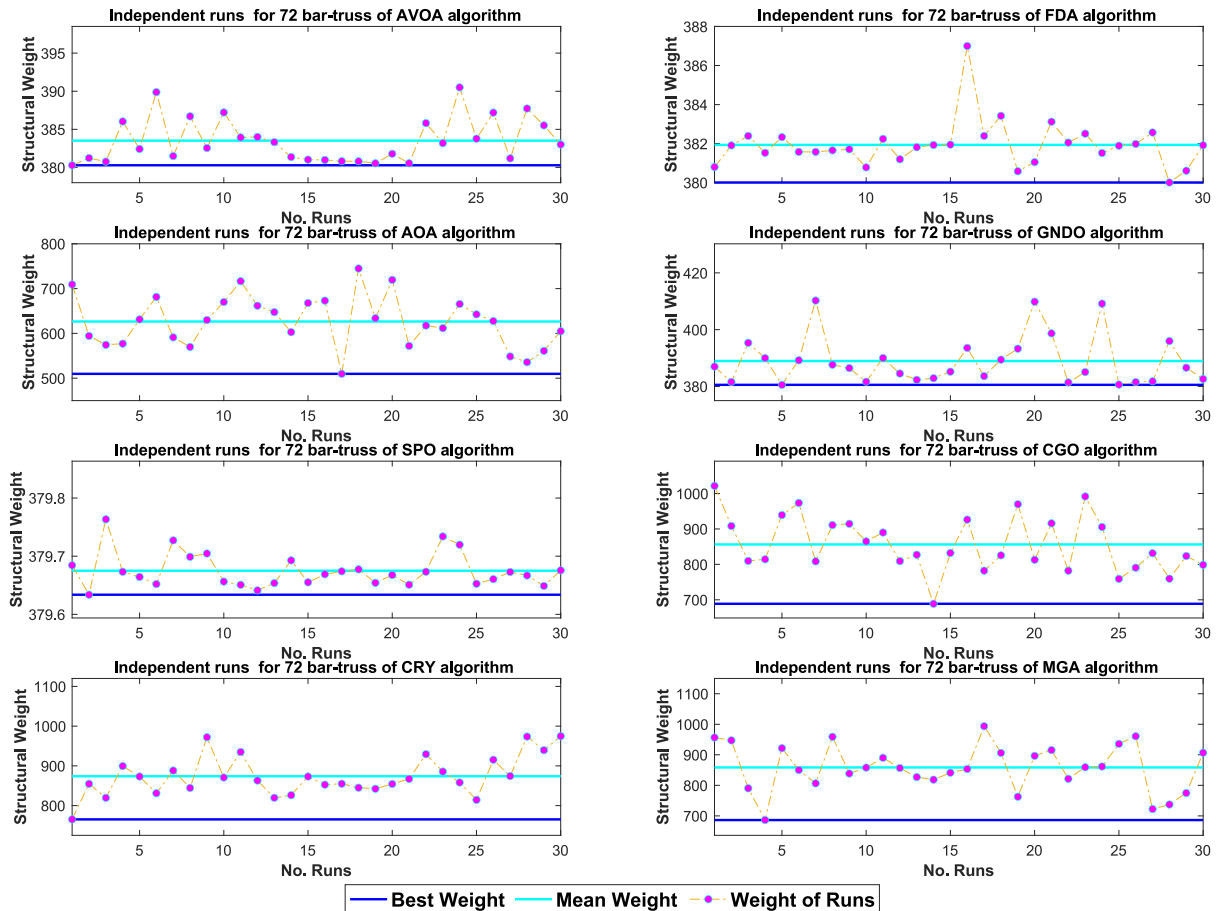 Independent runs  for 72 bar-truss of AVOA algorithm
Structural Weight
395
390
385
380
5 10 15 20 25 30
No. Runs
Independent runs  for 72 bar-truss of FDA algorithm
Structural Weight
388
386
384
382
380
5 10 15 20 25 30
No. Runs
Independent runs  for 72 bar-truss of AOA algorithm
Structural Weight
800
700
600
500
5 10 15 20 25 30
No. Runs
Independent runs  for 72 bar-truss of GNDO algorithm
Structural Weight
420
400
380
5 10 15 20 25 30
No. Runs
Independent runs  for 72 bar-truss of SPO algorithm
Structural Weight
379.8
379.7
379.6
5 10 15 20 25 30
No. Runs
Independent runs  for 72 bar-truss of CGO algorithm
Structural Weight
1000
900
800
700
5 10 15 20 25 30
No. Runs
Independent runs  for 72 bar-truss of CRY algorithm
Structural Weight
1100
1000
900
800
5 10 15 20 25 30
No. Runs
Independent runs  for 72 bar-truss of MGA algorithm
Structural Weight
1100
1000
900
800
700
5 10 15 20 25 30
No. Runs
Best Weight Mean Weight Weight of Runs